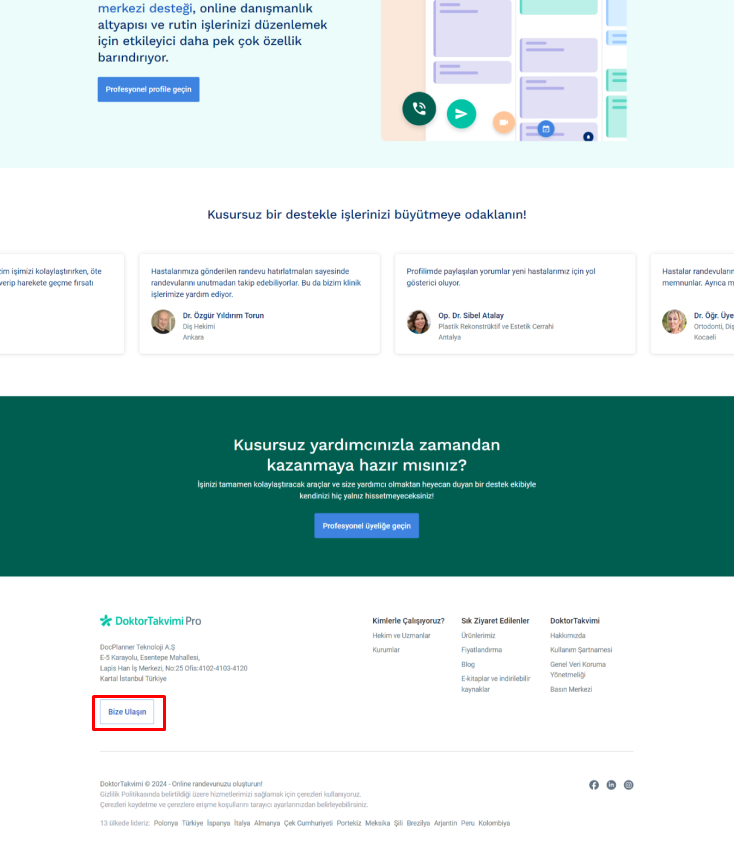 merkezi desteği, online danışmanlık
altyapısı ve rutin işlerinizi düzenlemek
için etkileyici daha pek çok özellik
barındırıyor.
Profesyonel profile geçin
Kusursuz bir destekle işlerinizi büyütmeye odaklanın!
işimizi kolaylaştırırken, öte
verip harekete geçme fırsatı
Hastalarımıza gönderilen randevu hatırlatmaları sayesinde
randevularını unutmadan takip edebiliyorlar. Bu da bizim klinik
işlerimize yardım ediyor.
Dr. Özgür Yıldırım Torun
Diş Hekimi
Ankara
Profilimde paylaşılan yorumlar yeni hastalarımız için yol
gösterici oluyor.
Op. Dr. Sibel Atalay
Plastik Rekonstrüktif ve Estetik Cerrahi
Antalya
Hastalar
memnunlar. Ayrıca
Dr. Öğr. Üye
Ortodonti, Diş
Kocaeli
Kusursuz yardımcınızla zamandan
kazanmaya hazır mısınız?
İşinizi tamamen kolaylaştıracak araçlar ve size yardımcı olmaktan heyecan duyan bir destek ekibiyle
kendinizi hiç yalnız hissetmeyeceksiniz!
Profesyonel üyeliğe geçin
DoktorTakvimi Pro
DocPlanner Teknoloji A.Ş
E-5 Karayolu, Esentepe Mahallesi,
Lapis Han İş Merkezi, No:25 Ofis:4102-4103-4120
Kartal İstanbul Türkiye
Bize Ulaşın
Kimlerle Çalışıyoruz?
Hekim ve Uzmanlar
Kurumlar
Sık Ziyaret Edilenler
Ürünlerimiz
Fiyatlandırma
Blog
E-kitaplar ve indirilebilir
kaynaklar
DoktorTakvimi
Hakkımızda
Kullanım Şartnamesi
Genel Veri Koruma
Yönetmeliği
Basın Merkezi
DoktorTakvimi © 2024 - Online randevunuzu oluşturun!
Gizlilik Politikasında belirtildiği üzere hizmetlerimizi sağlamak için çerezleri kullanıyoruz.
Çerezleri kaydetme ve çerezlere erişme koşullarını tarayıcı ayarlarınızdan belirleyebilirsiniz.
13 ülkede lideriz: Polonya Türkiye İspanya İtalya Almanya Çek Cumhuriyeti Portekiz Meksika Şili Brezilya Arjantin Peru Kolombiya